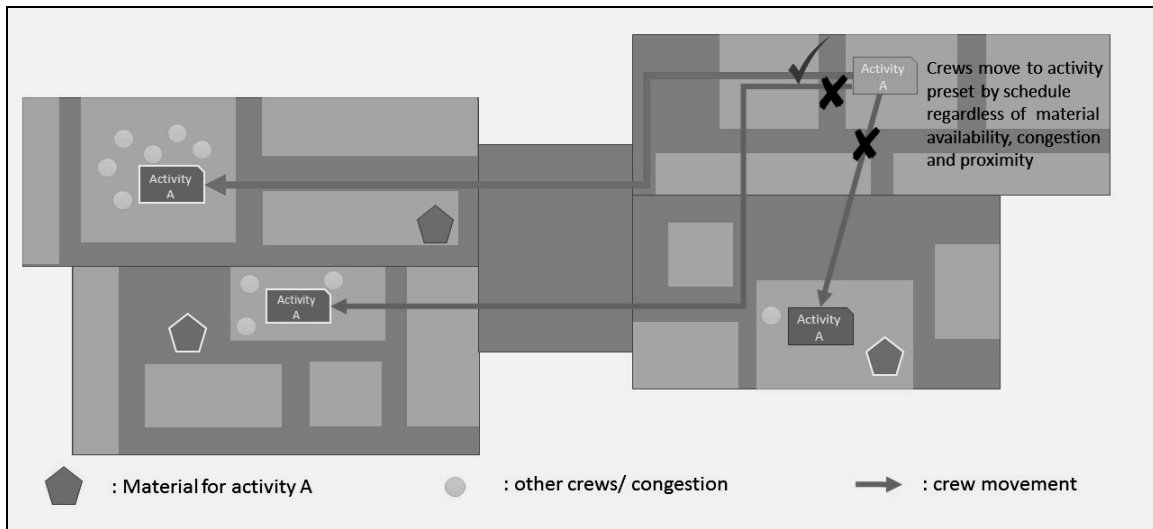 Activity
A
Crews move to activity
preset by schedule
regardless of material
availability, congestion
and proximity
Activity
A
Activity
A
Activity
A
: Material for activity A
: other crews/ congestion
: crew movement